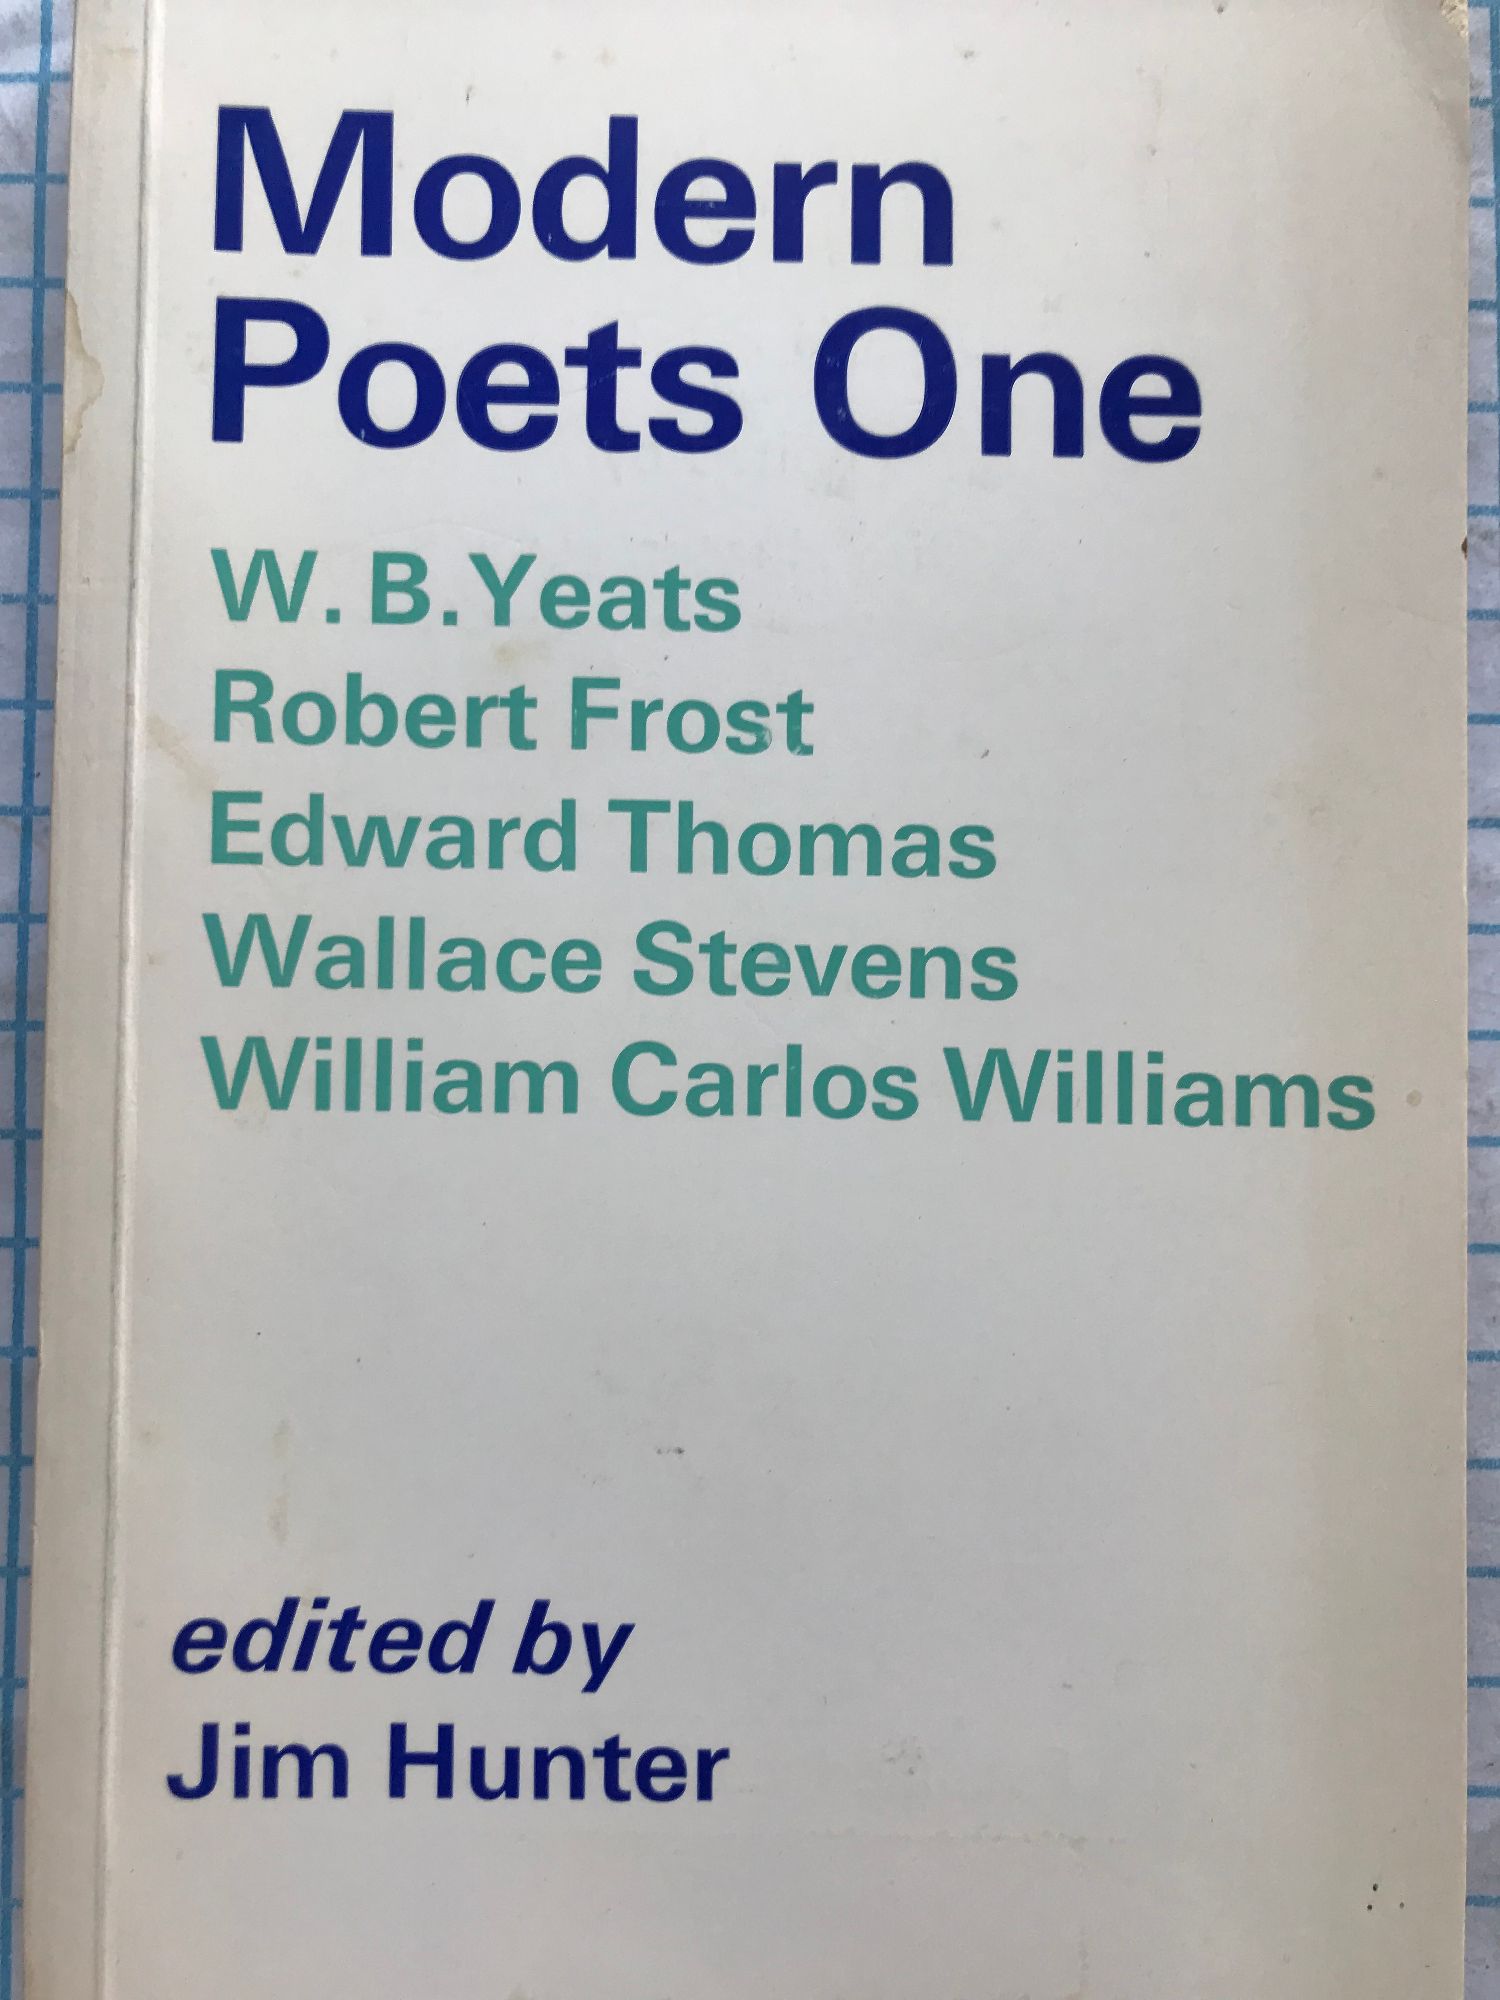 Modern
Poets One
W. B. Yeats
Robert Frost
Edward Thomas
Wallace Stevens
William Carlos Williams
edited by
Jim Hunter